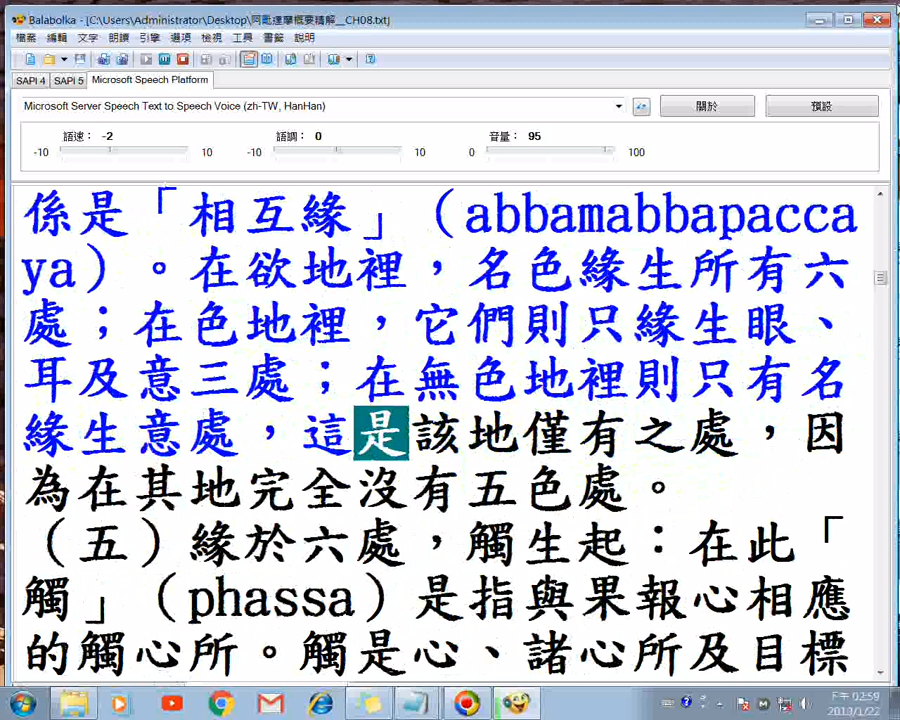 Balabolka - [C:\Users\Administrator\Desktop\阿毗達摩概要精解__CH08.txt]
檔案 編輯 文字 朗讀 引擎 選項 檢視 工具 書籤 說明
SAPI 4 SAPI 5 Microsoft Speech Platform
Microsoft Server Speech Text to Speech Voice (zh-TW, HanHan) 關於 預設
語速： -2 語調： 0 音量： 95
-10 10 -10 10 0 100
係是「相互緣」（abbamabbapacca
ya）。在欲地裡，名色緣生所有六
處；在色地裡，它們則只緣生眼、
耳及意三處；在無色地裡則只有名
緣生意處，這是該地僅有之處，因
為在其地完全沒有五色處。
（五）緣於六處，觸生起：在此「
觸」（phassa）是指與果報心相應
的觸心所。觸是心、諸心所及目標
下午 02:59
2018/1/22